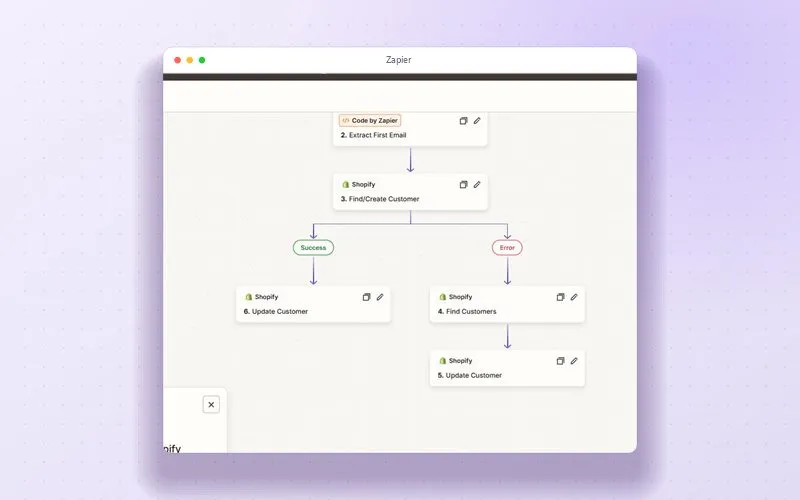 Zapier
Code by Zapier
2. Extract First Email
Shopify
3. Find/Create Customer
Success
Error
Shopify
6. Update Customer
Shopify
4. Find Customers
Shopify
5. Update Customer
pify